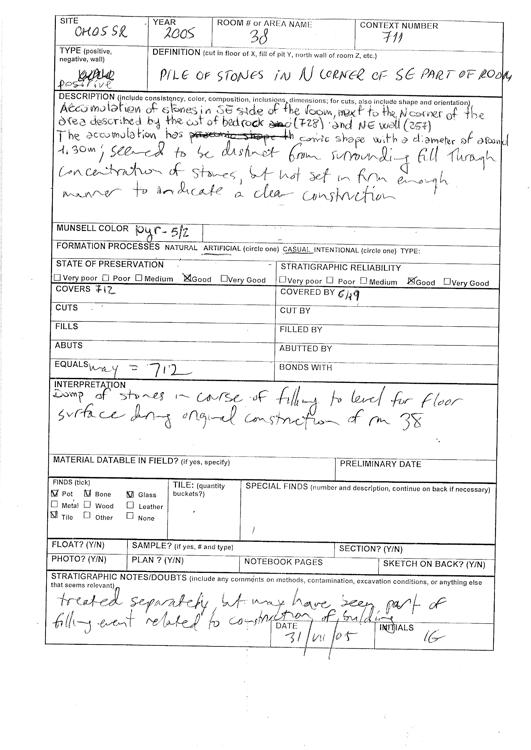 SITE OMOS SR YEAR 2005 ROOM # or AREA NAME 38 CONTEXT NUMBER 711
TYPE (positive, negative, wall) positive
DEFINITION (cut in floor of X, fill of pit Y, north wall of room Z, etc.)
PILE OF STONES IN N CORNER OF SE PART OF ROOM
DESCRIPTION (include consistency, color, composition, inclusions, dimensions; for cuts, also include shape and orientation)
Accumulation of stones in SE side of the room, next to the N corner of the
area described by the cut of bedrock (728) and NE wall (257)
The accumulation has conic shape with a diameter of around
1.30m; seemed to be distinct from surrounding fill through
concentration of stones, but not set in firm enough
manner to indicate a clear construction
MUNSELL COLOR pyr-5/2
FORMATION PROCESSES NATURAL ARTIFICIAL (circle one) CASUAL INTENTIONAL (circle one) TYPE:
STATE OF PRESERVATION STRATIGRAPHIC RELIABILITY
Very poor Poor Medium Good Very Good Very poor Poor Medium Good Very Good
COVERS 712 COVERED BY 649
CUTS CUT BY
FILLS FILLED BY
ABUTS ABUTTED BY
EQUALS may = 712 BONDS WITH
INTERPRETATION
Dump of stones in course of filling to level for floor
surface during original construction of rm 38
MATERIAL DATABLE IN FIELD? (if yes, specify) PRELIMINARY DATE
FINDS (tick) TILE: (quantity buckets?) SPECIAL FINDS (number and description, continue on back if necessary)
Pot Bone Glass
Metal Wood Leather
Tile Other None
FLOAT? (Y/N) SAMPLE? (if yes, # and type) SECTION? (Y/N)
PHOTO? (Y/N) PLAN ? (Y/N) NOTEBOOK PAGES SKETCH ON BACK? (Y/N)
STRATIGRAPHIC NOTES/DOUBTS (include any comments on methods, contamination, excavation conditions, or anything else
that seems relevant)
treated separately but may have been part of
filling event related to construction of building
DATE 31/VII/05 INITIALS IG